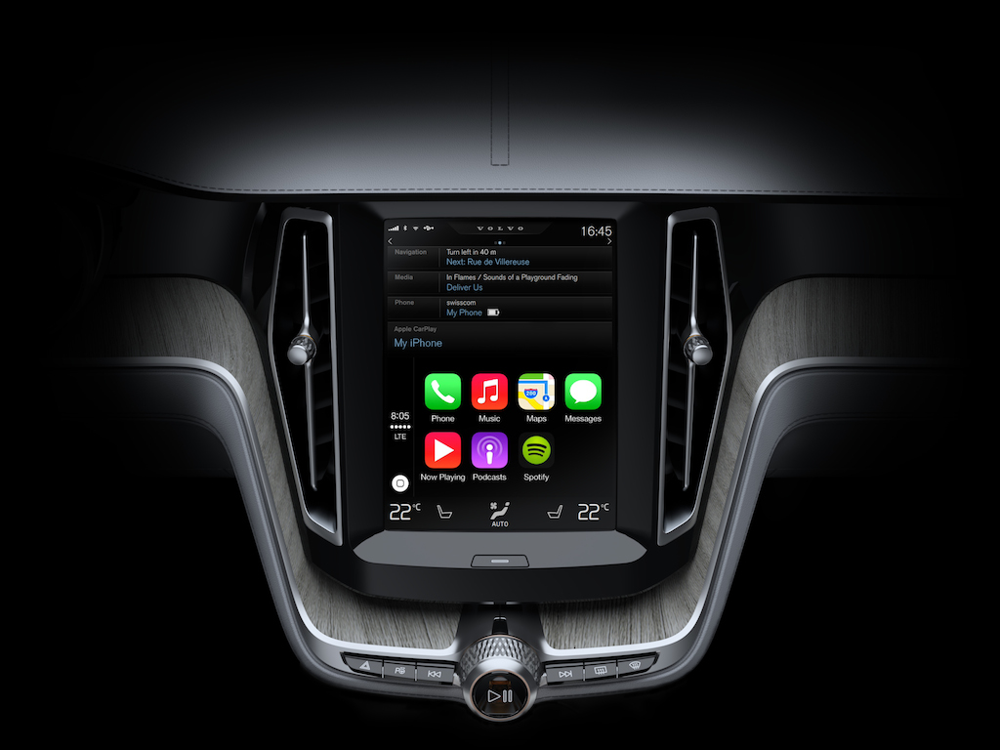 VOLVO
16:45
Navigation
Turn left in 40 m
Next: Rue de Villereuse
Media
In Flames / Sounds of a Playground Fading
Deliver Us
Phone
swisscom
My Phone
Apple CarPlay
My iPhone
Phone
Music
280
Maps
Messages
8:05
LTE
Now Playing
Podcasts
Spotify
22°C
AUTO
22°C